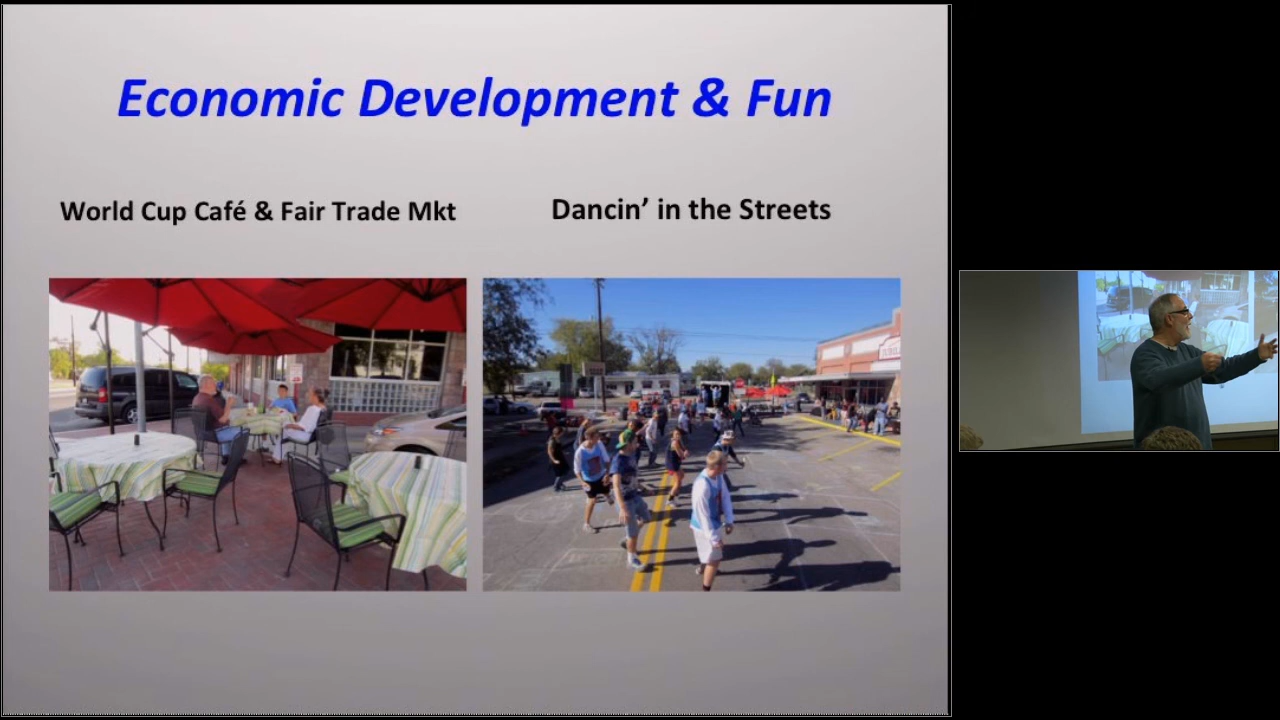 Economic Development & Fun
World Cup Café & Fair Trade Mkt
Dancin’ in the Streets